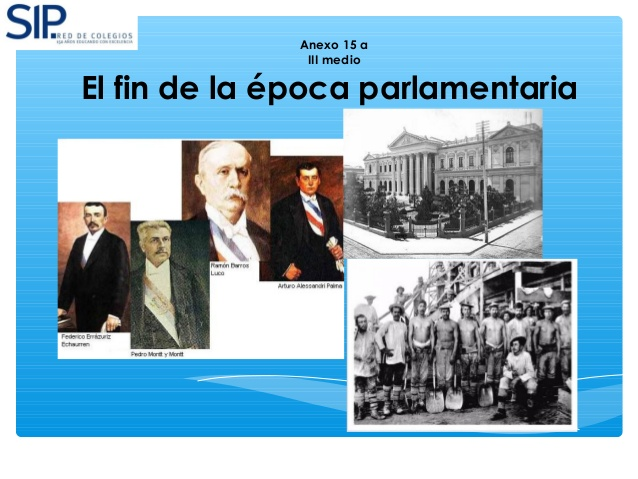 SIP.
RED DE COLEGIOS
Anexo 15 a
III medio
El fin de la época parlamentaria
Ramón Barros
Luco
Arturo Alessandri Palma
Federico Errázuriz
Echaurren
Pedro Montt y Montt